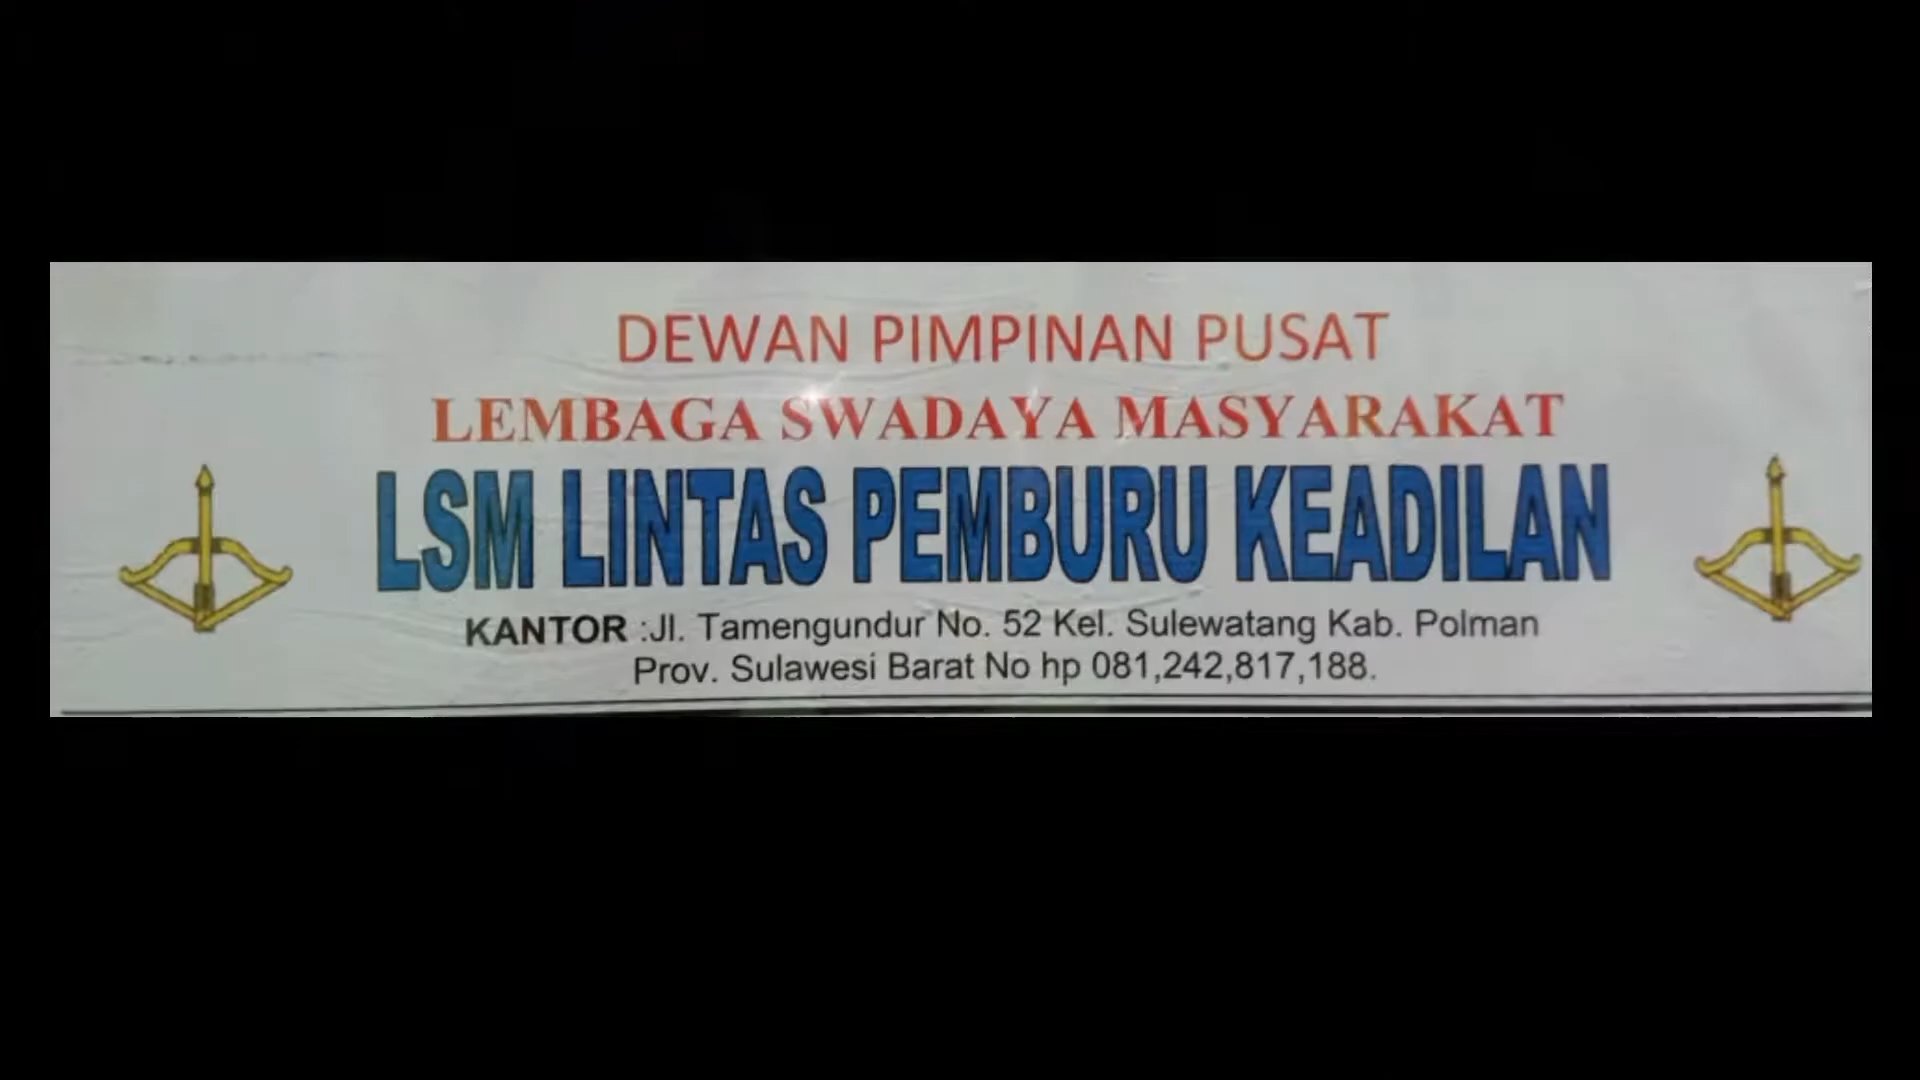 DEWAN PIMPINAN PUSAT
LEMBAGA SWADAYA MASYARAKAT
LSM LINTAS PEMBURU KEADILAN
KANTOR :Jl. Tamengundur No. 52 Kel. Sulewatang Kab. Polman
Prov. Sulawesi Barat No hp 081,242,817,188.